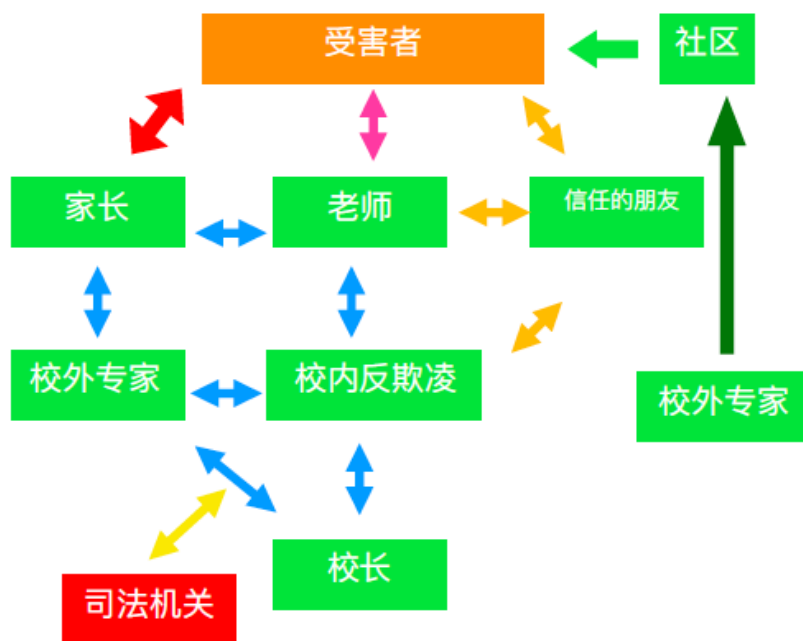 受害者
社区
家长
老师
信任的朋友
校外专家
校内反欺凌
校外专家
校长
司法机关